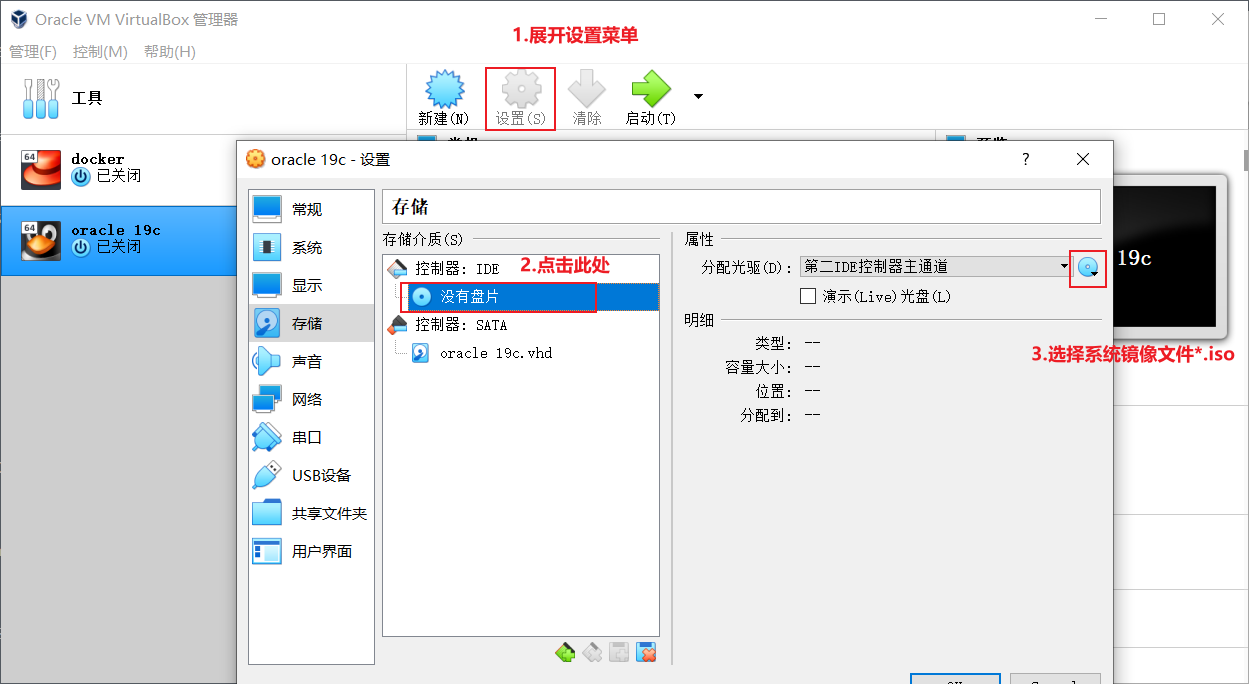 Oracle VM VirtualBox 管理器
管理(F) 控制(M) 帮助(H)
1.展开设置菜单
工具
新建(N) 设置(S) 清除 启动(T)
64 docker
已关闭
64 oracle 19c
已关闭
oracle 19c - 设置
?
常规
系统
显示
存储
声音
网络
串口
USB设备
共享文件夹
用户界面
存储
存储介质(S)
控制器: IDE
2.点击此处
没有盘片
控制器: SATA
oracle 19c.vhd
属性
分配光驱(D): 第二IDE控制器主通道
演示(Live)光盘(L)
明细
类型: --
容量大小: --
位置: --
分配到: --
19c
3.选择系统镜像文件*.iso